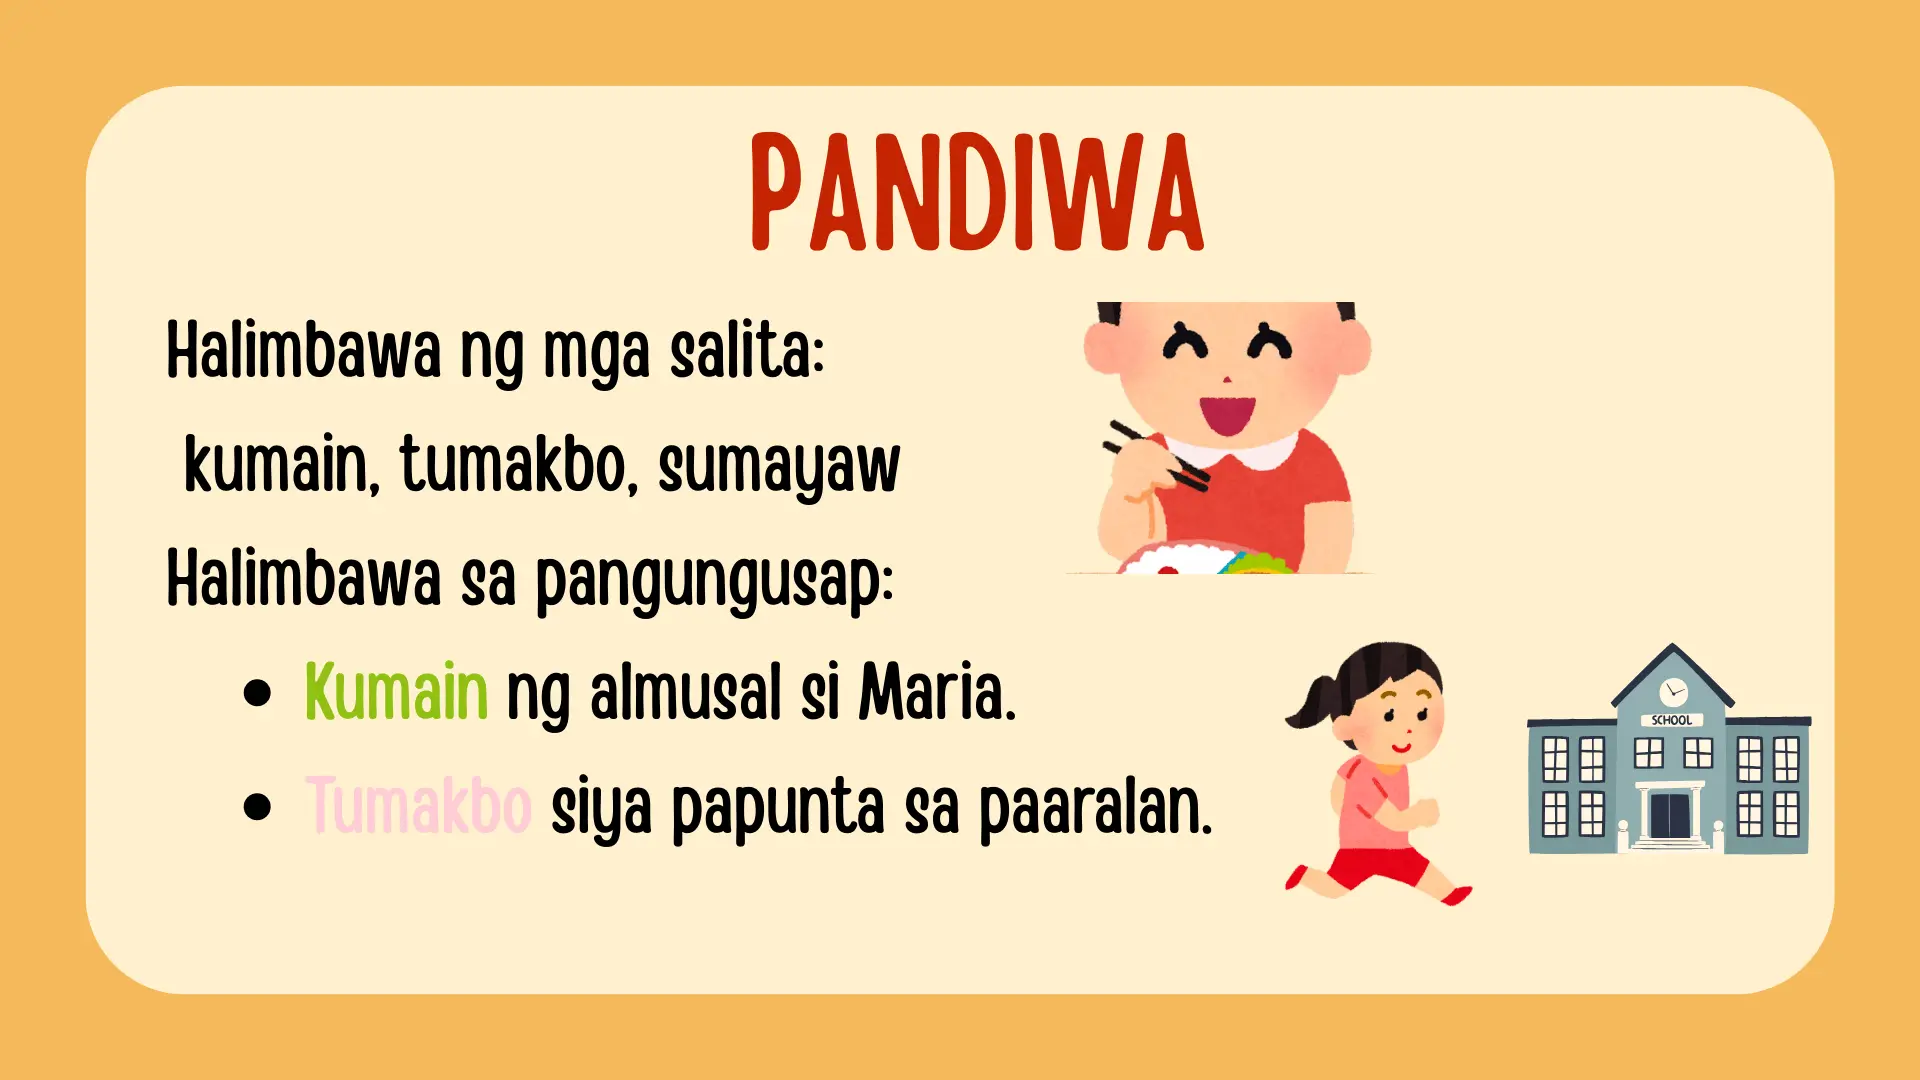 PANDIWA
Halimbawa ng mga salita:
kumain, tumakbo, sumayaw
Halimbawa sa pangungusap:
• Kumain ng almusal si Maria.
• Tumakbo siya papunta sa paaralan.
SCHOOL